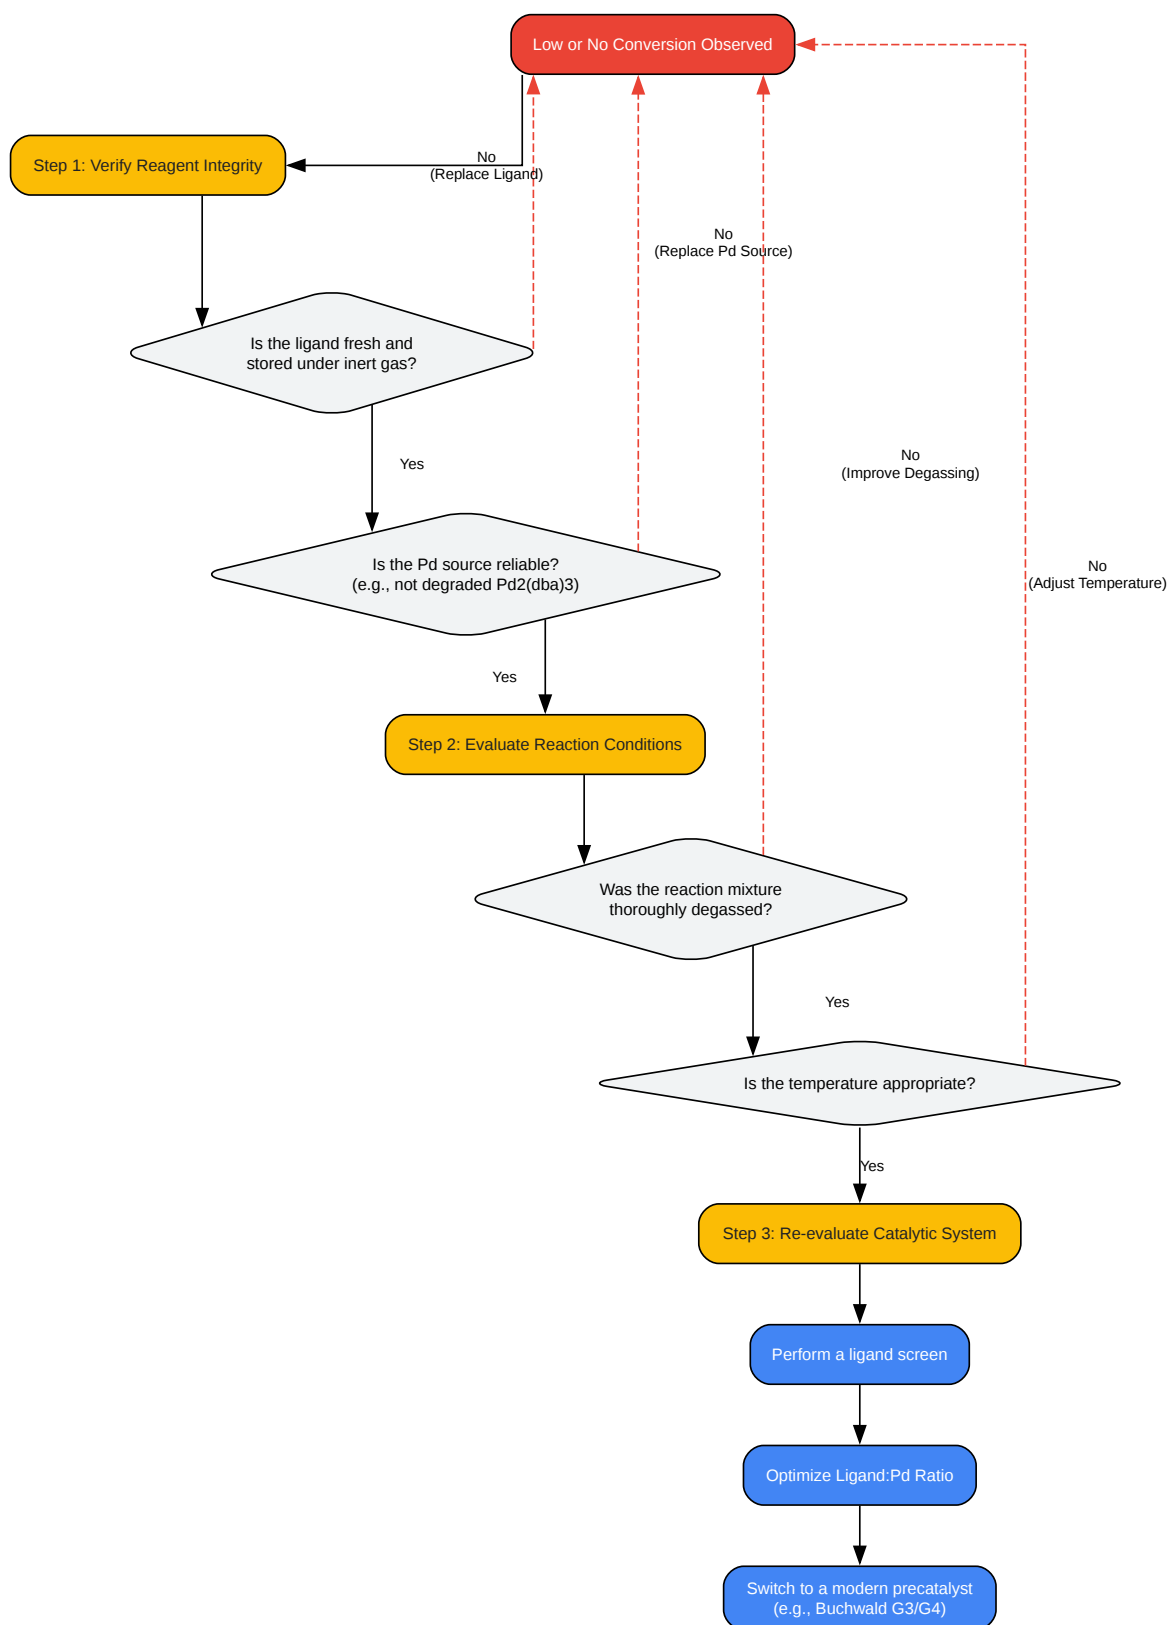 Low or No Conversion Observed
Step 1: Verify Reagent Integrity
No
(Replace Ligand)
No
(Replace Pd Source)
Is the ligand fresh and
stored under inert gas?
Yes
No
(Improve Degassing)
Is the Pd source reliable?
(e.g., not degraded Pd2(dba)3)
No
(Adjust Temperature)
Yes
Step 2: Evaluate Reaction Conditions
Was the reaction mixture
thoroughly degassed?
Yes
Is the temperature appropriate?
Yes
Step 3: Re-evaluate Catalytic System
Perform a ligand screen
Optimize Ligand:Pd Ratio
Switch to a modern precatalyst
(e.g., Buchwald G3/G4)